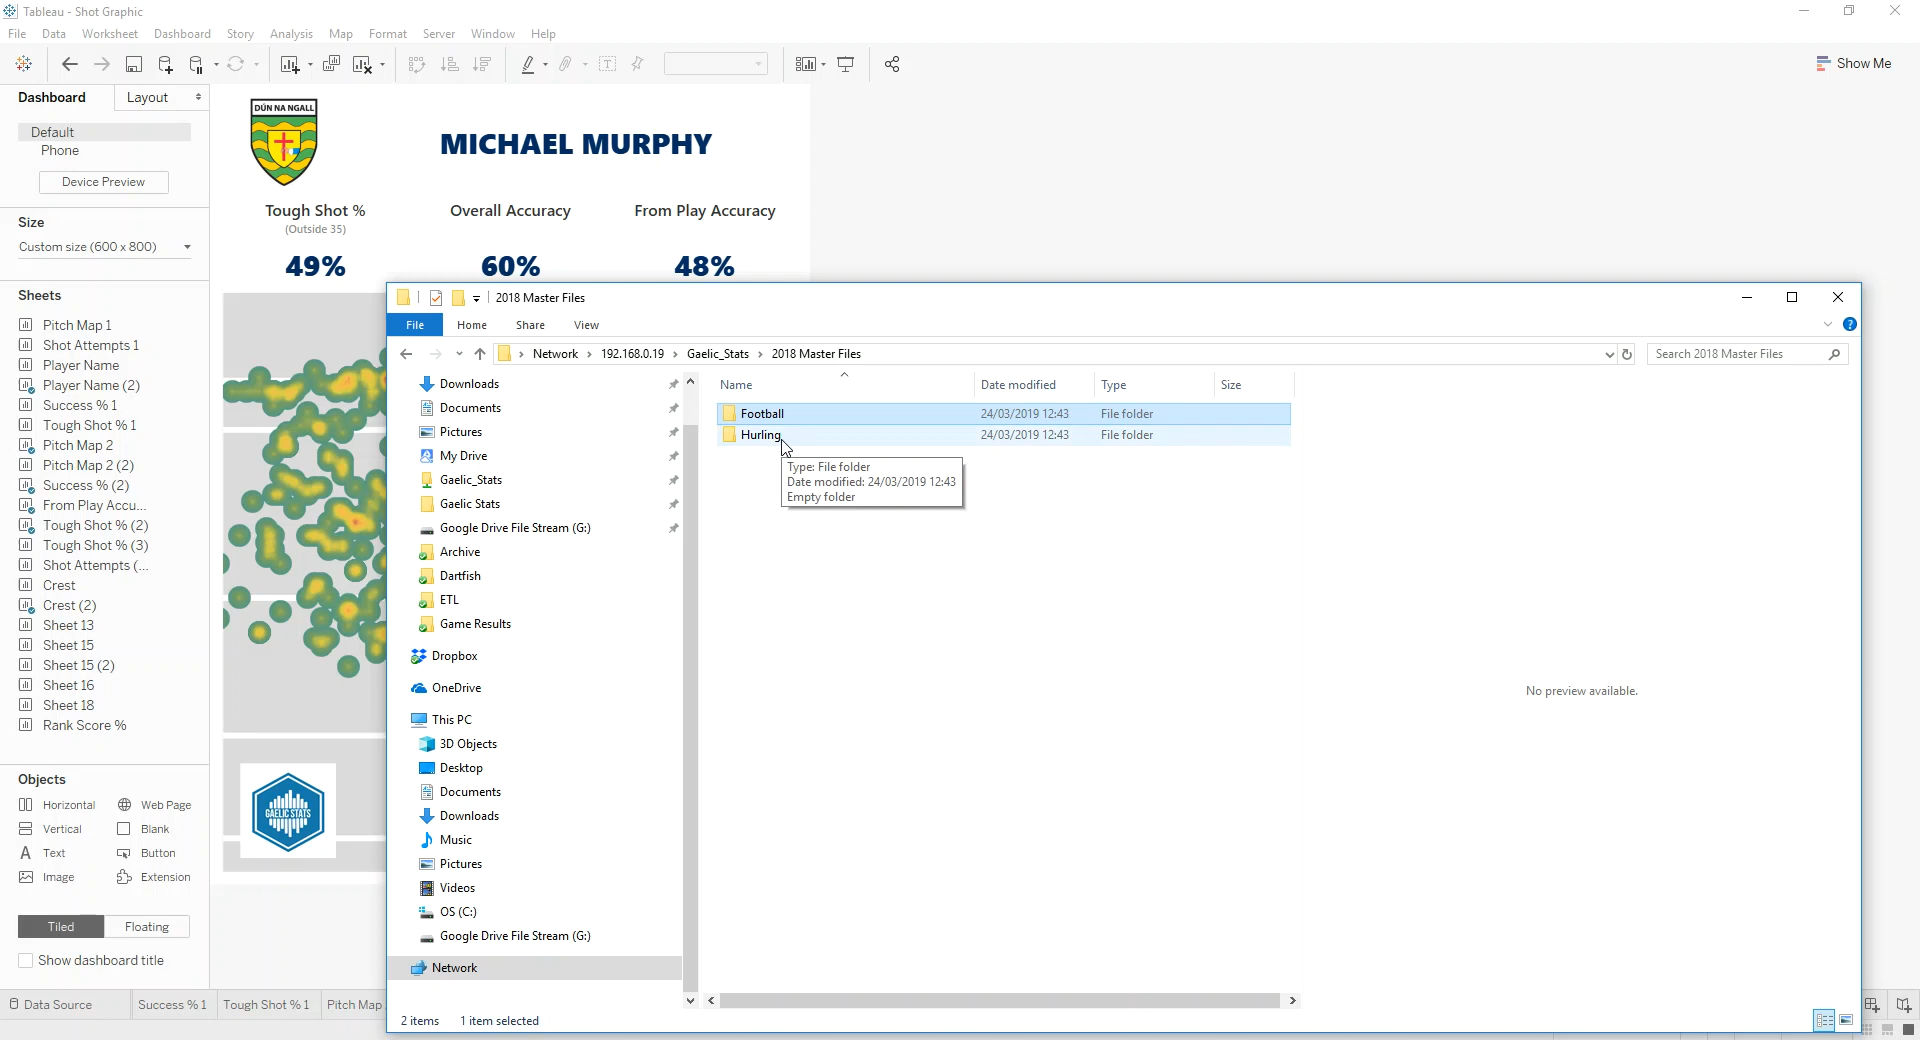 Tableau - Shot Graphic
File Data Worksheet Dashboard Story Analysis Map Format Server Window Help
Show Me
Dashboard Layout
Default
Phone
Device Preview
Size
Custom size (600 x 800)
Sheets
Pitch Map 1
Shot Attempts 1
Player Name
Player Name (2)
Success % 1
Tough Shot % 1
Pitch Map 2
Pitch Map 2 (2)
Success % (2)
From Play Accu...
Tough Shot % (2)
Tough Shot % (3)
Shot Attempts (...
Crest
Crest (2)
Sheet 13
Sheet 15
Sheet 15 (2)
Sheet 16
Sheet 18
Rank Score %
Objects
Horizontal Web Page
Vertical Blank
Text Button
Image Extension
Tiled Floating
Show dashboard title
Data Source Success % 1 Tough Shot % 1 Pitch Map
DÚN NA NGALL
MICHAEL MURPHY
Tough Shot % Overall Accuracy From Play Accuracy
(Outside 35)
49% 60% 48%
GAELIC STATS
2018 Master Files
File Home Share View
Network › 192.168.0.19 › Gaelic_Stats › 2018 Master Files
Search 2018 Master Files
Downloads
Documents
Pictures
My Drive
Gaelic_Stats
Gaelic Stats
Google Drive File Stream (G:)
Archive
Dartfish
ETL
Game Results
Dropbox
OneDrive
This PC
3D Objects
Desktop
Documents
Downloads
Music
Pictures
Videos
OS (C:)
Google Drive File Stream (G:)
Network
Name Date modified Type Size
Football 24/03/2019 12:43 File folder
Hurling 24/03/2019 12:43 File folder
Type: File folder
Date modified: 24/03/2019 12:43
Empty folder
No preview available.
2 items 1 item selected